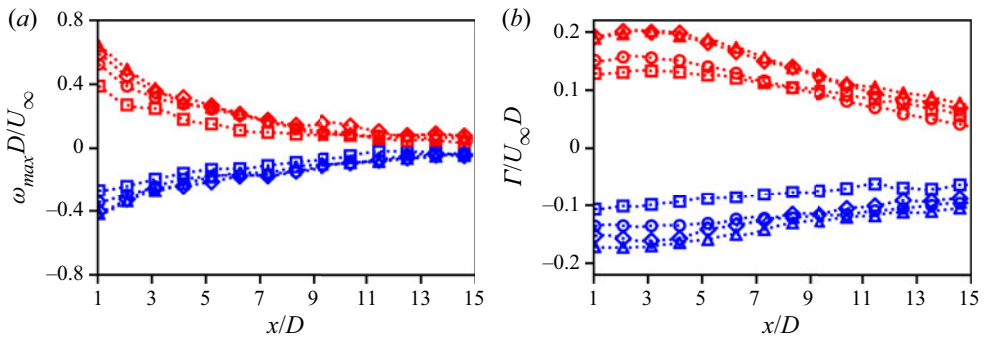 (a)
0.8
0.4
0
–0.4
–0.8
ω_max D/U_∞
1 3 5 7 9 11 13 15
x/D
(b)
0.2
0.1
0
–0.1
–0.2
Γ/U_∞D
1 3 5 7 9 11 13 15
x/D